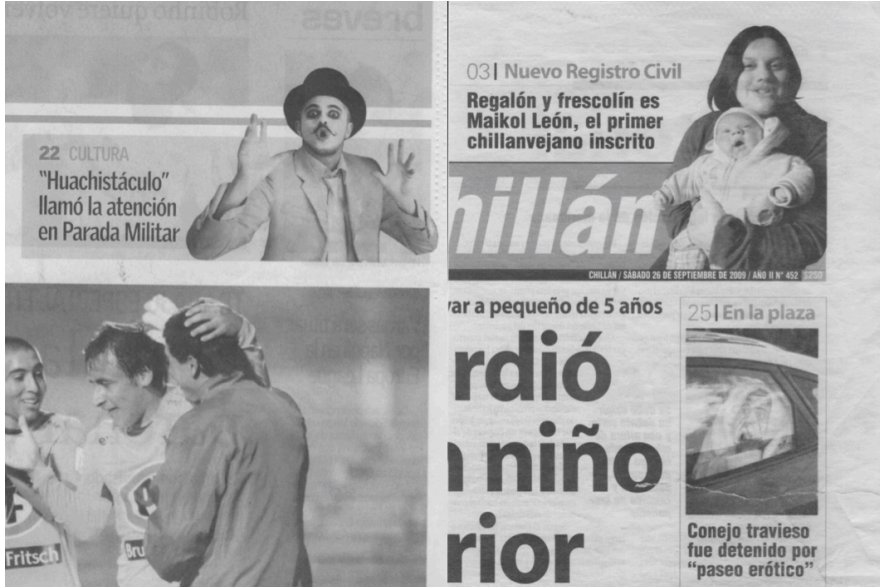 22 CULTURA
"Huachistáculo"
llamó la atención
en Parada Militar
Fritsch
03| Nuevo Registro Civil
Regalón y frescolín es
Maikol León, el primer
chillanvejano inscrito
hillán
CHILLÁN / SÁBADO 26 DE SEPTIEMBRE DE 2009 / AÑO II N° 452 $250
var a pequeño de 5 años
rdió
niño
rior
25| En la plaza
Conejo travieso
fue detenido por
"paseo erótico"